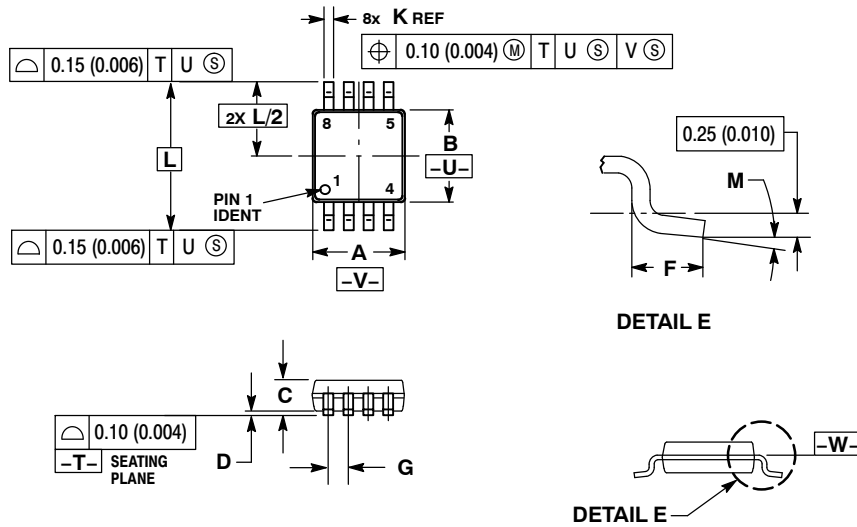 8x K REF
⌖ 0.10 (0.004) Ⓜ T U Ⓢ V Ⓢ
⌓ 0.15 (0.006) T U Ⓢ
2X L/2
L
8 5
B
–U–
1 4
PIN 1
IDENT
⌓ 0.15 (0.006) T U Ⓢ
A
–V–
0.25 (0.010)
M
F
DETAIL E
C
⌓ 0.10 (0.004)
–T– SEATING
PLANE
D
G
–W–
DETAIL E